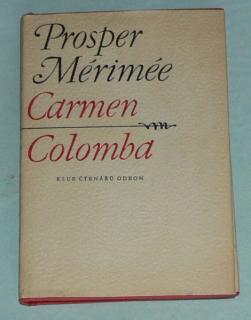 Prosper
Mérimée
Carmen
Colomba
KLUB ČTENÁŘŮ ODEON